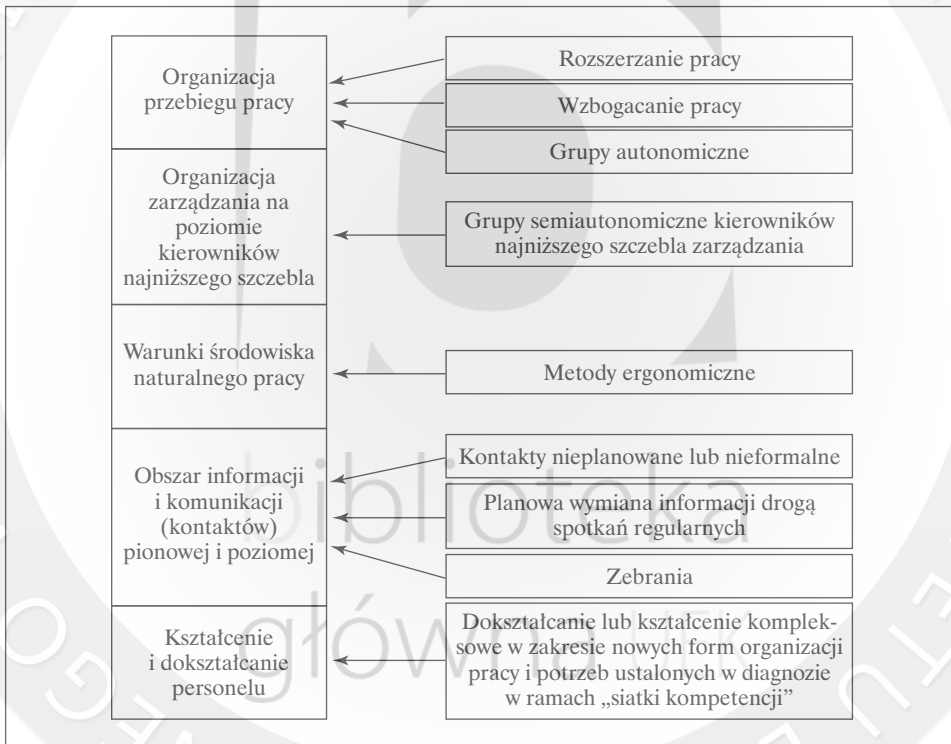 Organizacja
przebiegu pracy
Rozszerzanie pracy
Wzbogacanie pracy
Grupy autonomiczne
Organizacja
zarządzania na
poziomie
kierowników
najniższego szczebla
Grupy semiautonomiczne kierowników
najniższego szczebla zarządzania
Warunki środowiska
naturalnego pracy
Metody ergonomiczne
Obszar informacji
i komunikacji
(kontaktów)
pionowej i poziomej
Kontakty nieplanowane lub nieformalne
Planowa wymiana informacji drogą
spotkań regularnych
Zebrania
Kształcenie
i dokształcanie
personelu
Dokształcanie lub kształcenie komplek-
sowe w zakresie nowych form organizacji
pracy i potrzeb ustalonych w diagnozie
w ramach „siatki kompetencji”
biblioteka
główna UEK